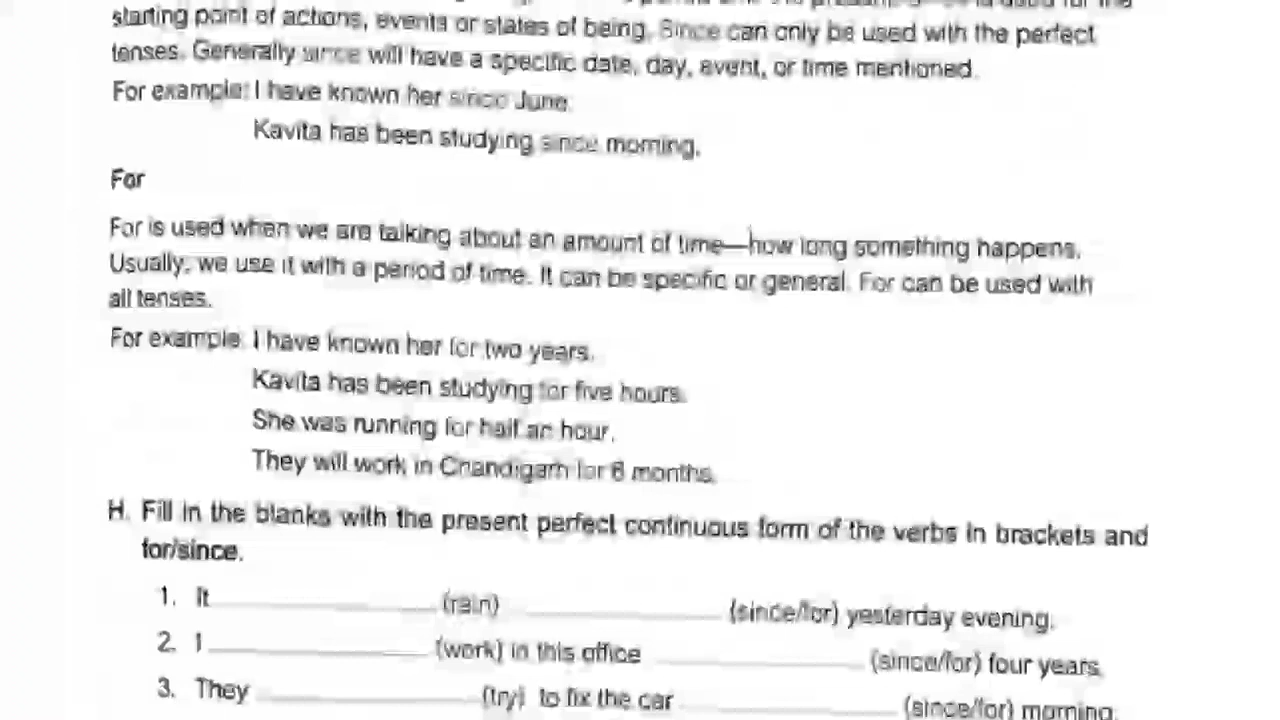 starting point of actions, events or states of being. Since can only be used with the perfect
tenses. Generally since will have a specific date, day, event, or time mentioned.
For example: I have known her since June.
Kavita has been studying since morning.
For
For is used when we are talking about an amount of time—how long something happens.
Usually, we use it with a period of time. It can be specific or general. For can be used with
all tenses.
For example: I have known her for two years.
Kavita has been studying for five hours.
She was running for half an hour.
They will work in Chandigarh for 6 months.
H. Fill in the blanks with the present perfect continuous form of the verbs in brackets and
for/since.
1. It ____________ (rain) ____________ (since/for) yesterday evening.
2. I ____________ (work) in this office ____________ (since/for) four years.
3. They ____________ (try) to fix the car ____________ (since/for) morning.